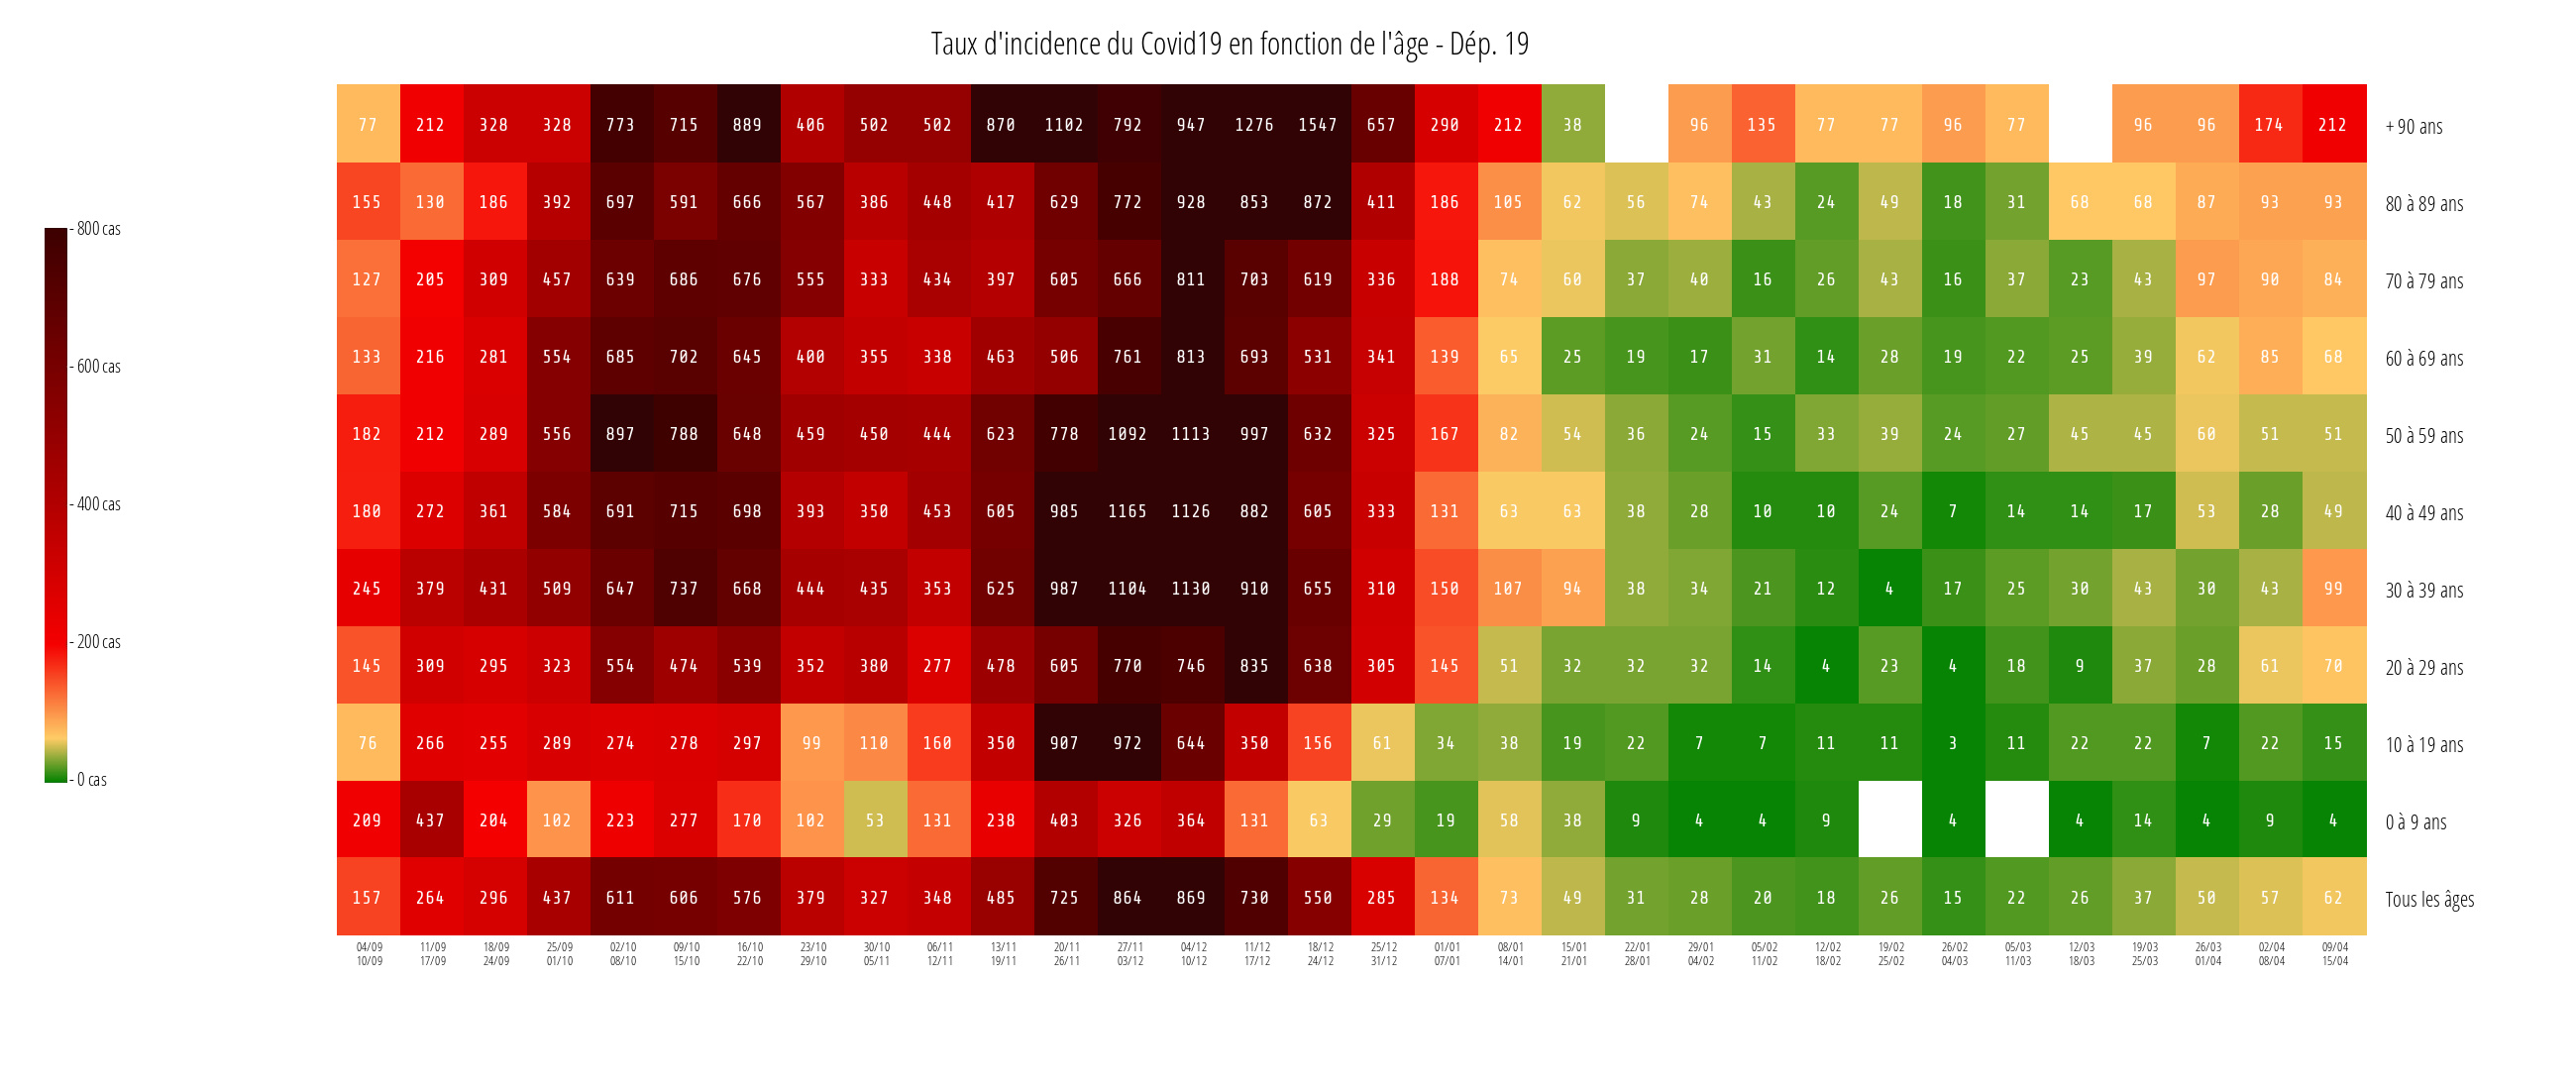 Taux d'incidence du Covid19 en fonction de l'âge - Dép. 19
- 800 cas
- 600 cas
- 400 cas
- 200 cas
- 0 cas
77 212 328 328 773 715 889 406 502 502 870 1102 792 947 1276 1547 657 290 212 38 96 135 77 77 96 77 96 96 174 212 + 90 ans
155 130 186 392 697 591 666 567 386 448 417 629 772 928 853 872 411 186 105 62 56 74 43 24 49 18 31 68 68 87 93 93 80 à 89 ans
127 205 309 457 639 686 676 555 333 434 397 605 666 811 703 619 336 188 74 60 37 40 16 26 43 16 37 23 43 97 90 84 70 à 79 ans
133 216 281 554 685 702 645 400 355 338 463 506 761 813 693 531 341 139 65 25 19 17 31 14 28 19 22 25 39 62 85 68 60 à 69 ans
182 212 289 556 897 788 648 459 450 444 623 778 1092 1113 997 632 325 167 82 54 36 24 15 33 39 24 27 45 45 60 51 51 50 à 59 ans
180 272 361 584 691 715 698 393 350 453 605 985 1165 1126 882 605 333 131 63 63 38 28 10 10 24 7 14 14 17 53 28 49 40 à 49 ans
245 379 431 509 647 737 668 444 435 353 625 987 1104 1130 910 655 310 150 107 94 38 34 21 12 4 17 25 30 43 30 43 99 30 à 39 ans
145 309 295 323 554 474 539 352 380 277 478 605 770 746 835 638 305 145 51 32 32 32 14 4 23 4 18 9 37 28 61 70 20 à 29 ans
76 266 255 289 274 278 297 99 110 160 350 907 972 644 350 156 61 34 38 19 22 7 7 11 11 3 11 22 22 7 22 15 10 à 19 ans
209 437 204 102 223 277 170 102 53 131 238 403 326 364 131 63 29 19 58 38 9 4 4 9 4 4 14 4 9 4 0 à 9 ans
157 264 296 437 611 606 576 379 327 348 485 725 864 869 730 550 285 134 73 49 31 28 20 18 26 15 22 26 37 50 57 62 Tous les âges
04/09 11/09 18/09 25/09 02/10 09/10 16/10 23/10 30/10 06/11 13/11 20/11 27/11 04/12 11/12 18/12 25/12 01/01 08/01 15/01 22/01 29/01 05/02 12/02 19/02 26/02 05/03 12/03 19/03 26/03 02/04 09/04
10/09 17/09 24/09 01/10 08/10 15/10 22/10 29/10 05/11 12/11 19/11 26/11 03/12 10/12 17/12 24/12 31/12 07/01 14/01 21/01 28/01 04/02 11/02 18/02 25/02 04/03 11/03 18/03 25/03 01/04 08/04 15/04